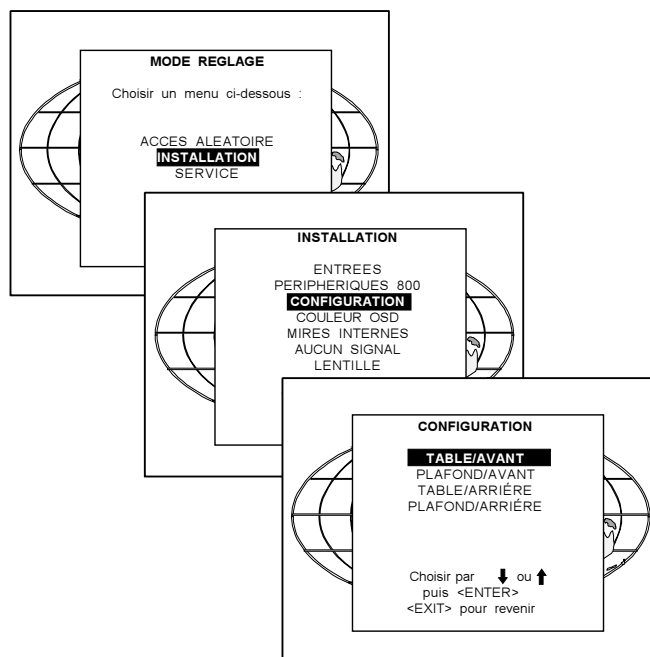 MODE REGLAGE
Choisir un menu ci-dessous :
ACCES ALEATOIRE
INSTALLATION
SERVICE
INSTALLATION
ENTREES
PERIPHERIQUES 800
CONFIGURATION
COULEUR OSD
MIRES INTERNES
AUCUN SIGNAL
LENTILLE
CONFIGURATION
TABLE/AVANT
PLAFOND/AVANT
TABLE/ARRIÉRE
PLAFOND/ARRIÉRE
Choisir par ⬇ ou ⬆
puis <ENTER>
<EXIT> pour revenir